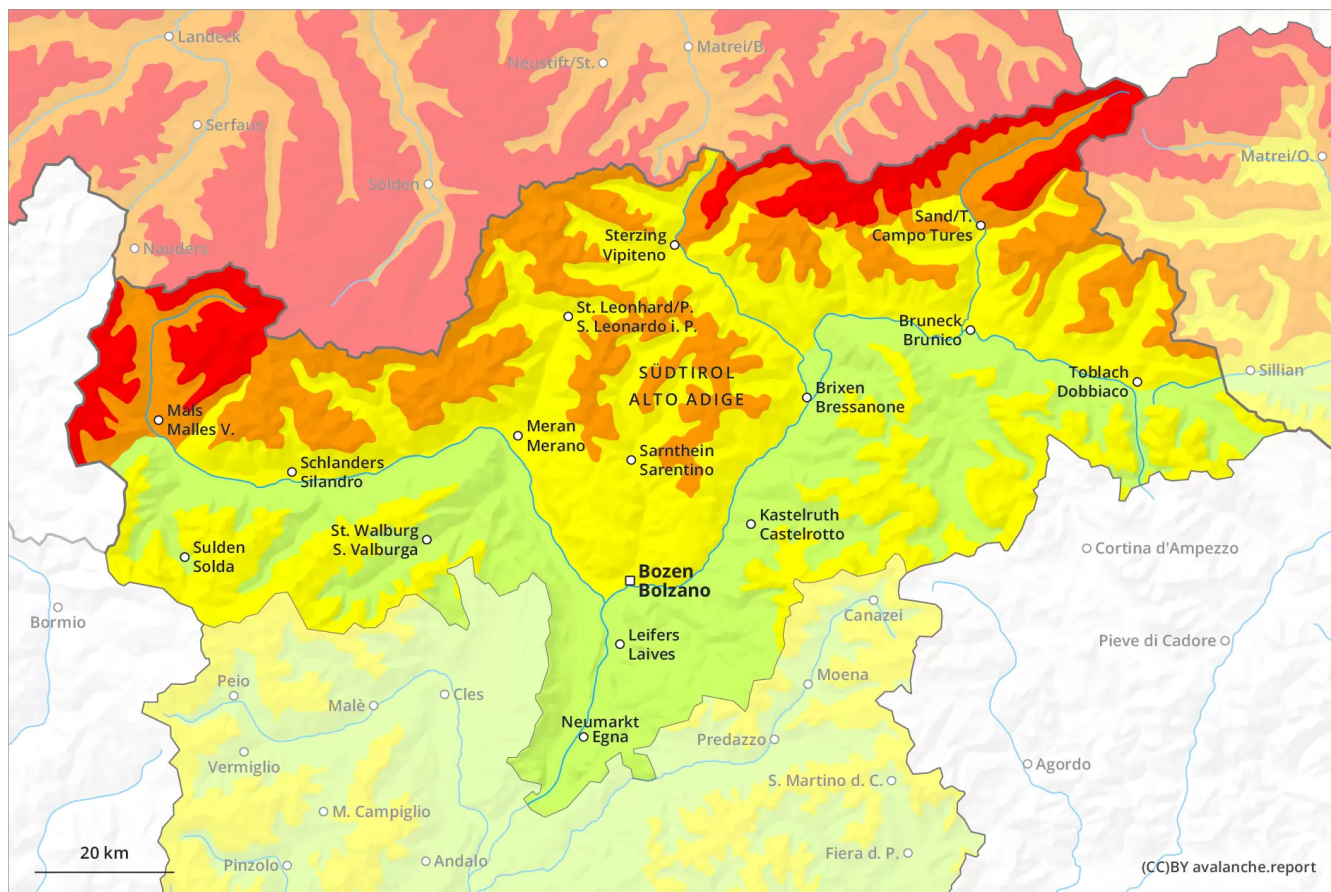 Landeck
Matrei/B.
Neustift/St.
Serfaus
Matrei/O.
Sölden
Sand/T.
Campo Tures
Nauders
Sterzing
Vipiteno
St. Leonhard/P.
S. Leonardo i. P.
Bruneck
Brunico
SÜDTIROL
ALTO ADIGE
Toblach
Dobbiaco
Sillian
Brixen
Bressanone
Mals
Malles V.
Meran
Merano
Schlanders
Silandro
Sarnthein
Sarentino
Kastelruth
Castelrotto
St. Walburg
S. Valburga
Sulden
Solda
Cortina d'Ampezzo
Bozen
Bolzano
Bormio
Canazei
Leifers
Laives
Pieve di Cadore
Moena
Peio
Cles
Malè
Neumarkt
Egna
Predazzo
Vermiglio
Agordo
S. Martino d. C.
M. Campiglio
20 km
Pinzolo
Andalo
Fiera d. P.
(CC)BY avalanche.report